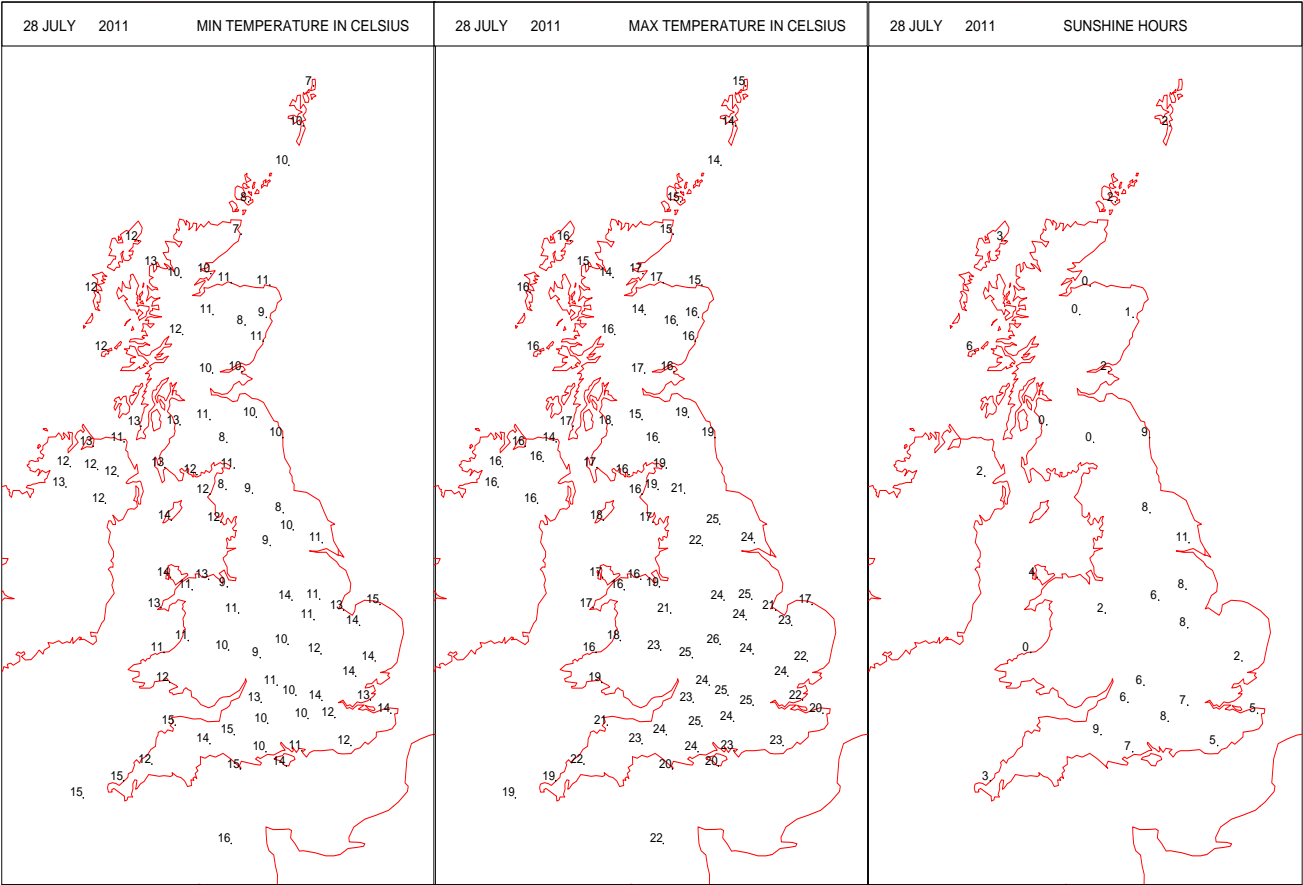 28 JULY 2011 MIN TEMPERATURE IN CELSIUS
7.
10.
10.
8.
7.
12.
13. 10. 10. 11. 11.
12.
11. 8. 9.
12. 11.
12.
10. 10.
13. 13. 11. 10.
13. 11. 8. 10.
12. 12. 12. 13. 12. 11.
13. 12. 12. 8. 9.
14. 12. 8.
10. 11.
9.
14. 11. 13. 9.
13. 11. 14. 11. 11. 13. 15.
14.
11. 11. 10. 9. 10. 12. 14.
12. 11. 10. 14. 14. 13. 14.
13. 10. 12.
15. 14. 15. 10. 11. 12.
15. 12. 15. 14.
15.
16.
28 JULY 2011 MAX TEMPERATURE IN CELSIUS
15.
14.
14.
15.
15.
16.
15. 14. 17. 17. 15.
16.
14. 16. 16.
16. 16.
16.
17. 16.
17. 18. 15. 19.
16. 14. 16. 19.
16. 16. 17. 16. 19.
16. 16. 16. 19. 21.
18. 17. 25.
22. 24.
17. 16. 16. 19.
17. 21. 24. 25. 24. 21. 17.
23.
16. 18. 23. 25. 26. 24. 22.
19. 24. 25. 25. 24. 22. 20.
23. 24.
21. 23. 24. 25. 24. 23. 23.
19. 22. 20. 20.
19.
22.
28 JULY 2011 SUNSHINE HOURS
2.
2.
3.
0.
0. 1.
6.
2.
0. 0. 9.
2.
8.
11.
4.
2. 6. 8.
8.
0. 2.
6. 6. 7. 5.
9. 8. 5.
7.
3.